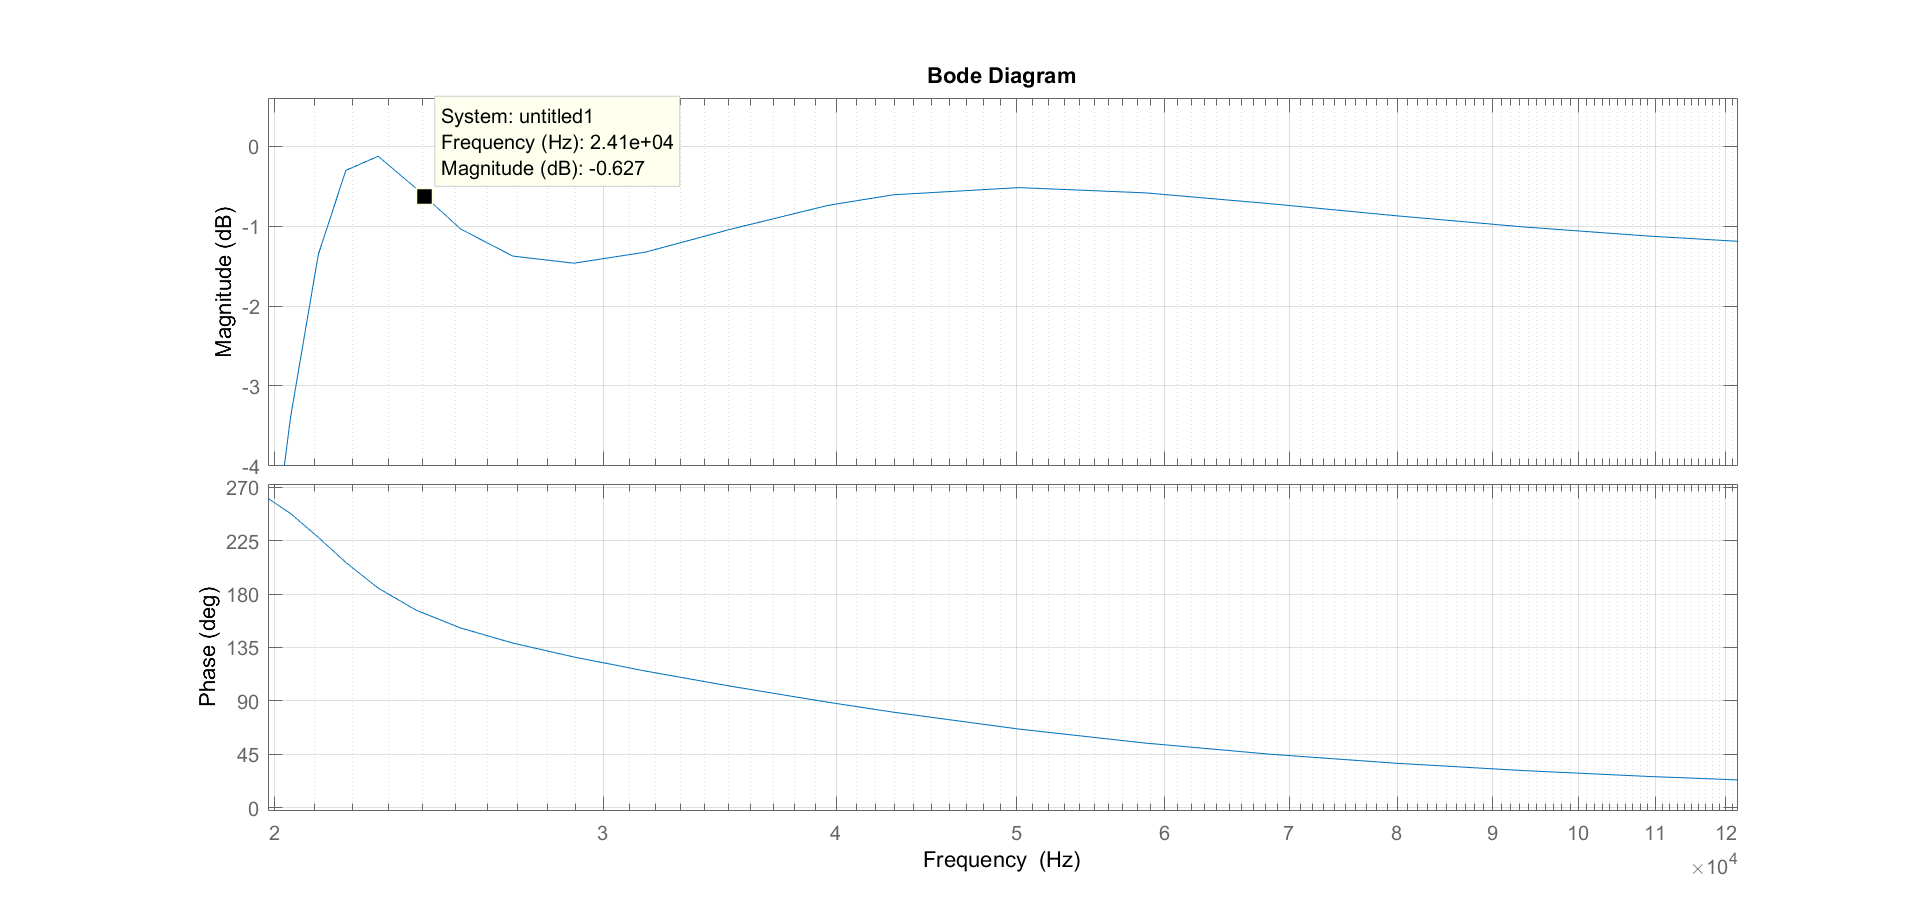 Bode Diagram
System: untitled1
Frequency (Hz): 2.41e+04
Magnitude (dB): -0.627
Magnitude (dB)
0
-1
-2
-3
-4
Phase (deg)
270
225
180
135
90
45
0
2 3 4 5 6 7 8 9 10 11 12
×10⁴
Frequency (Hz)